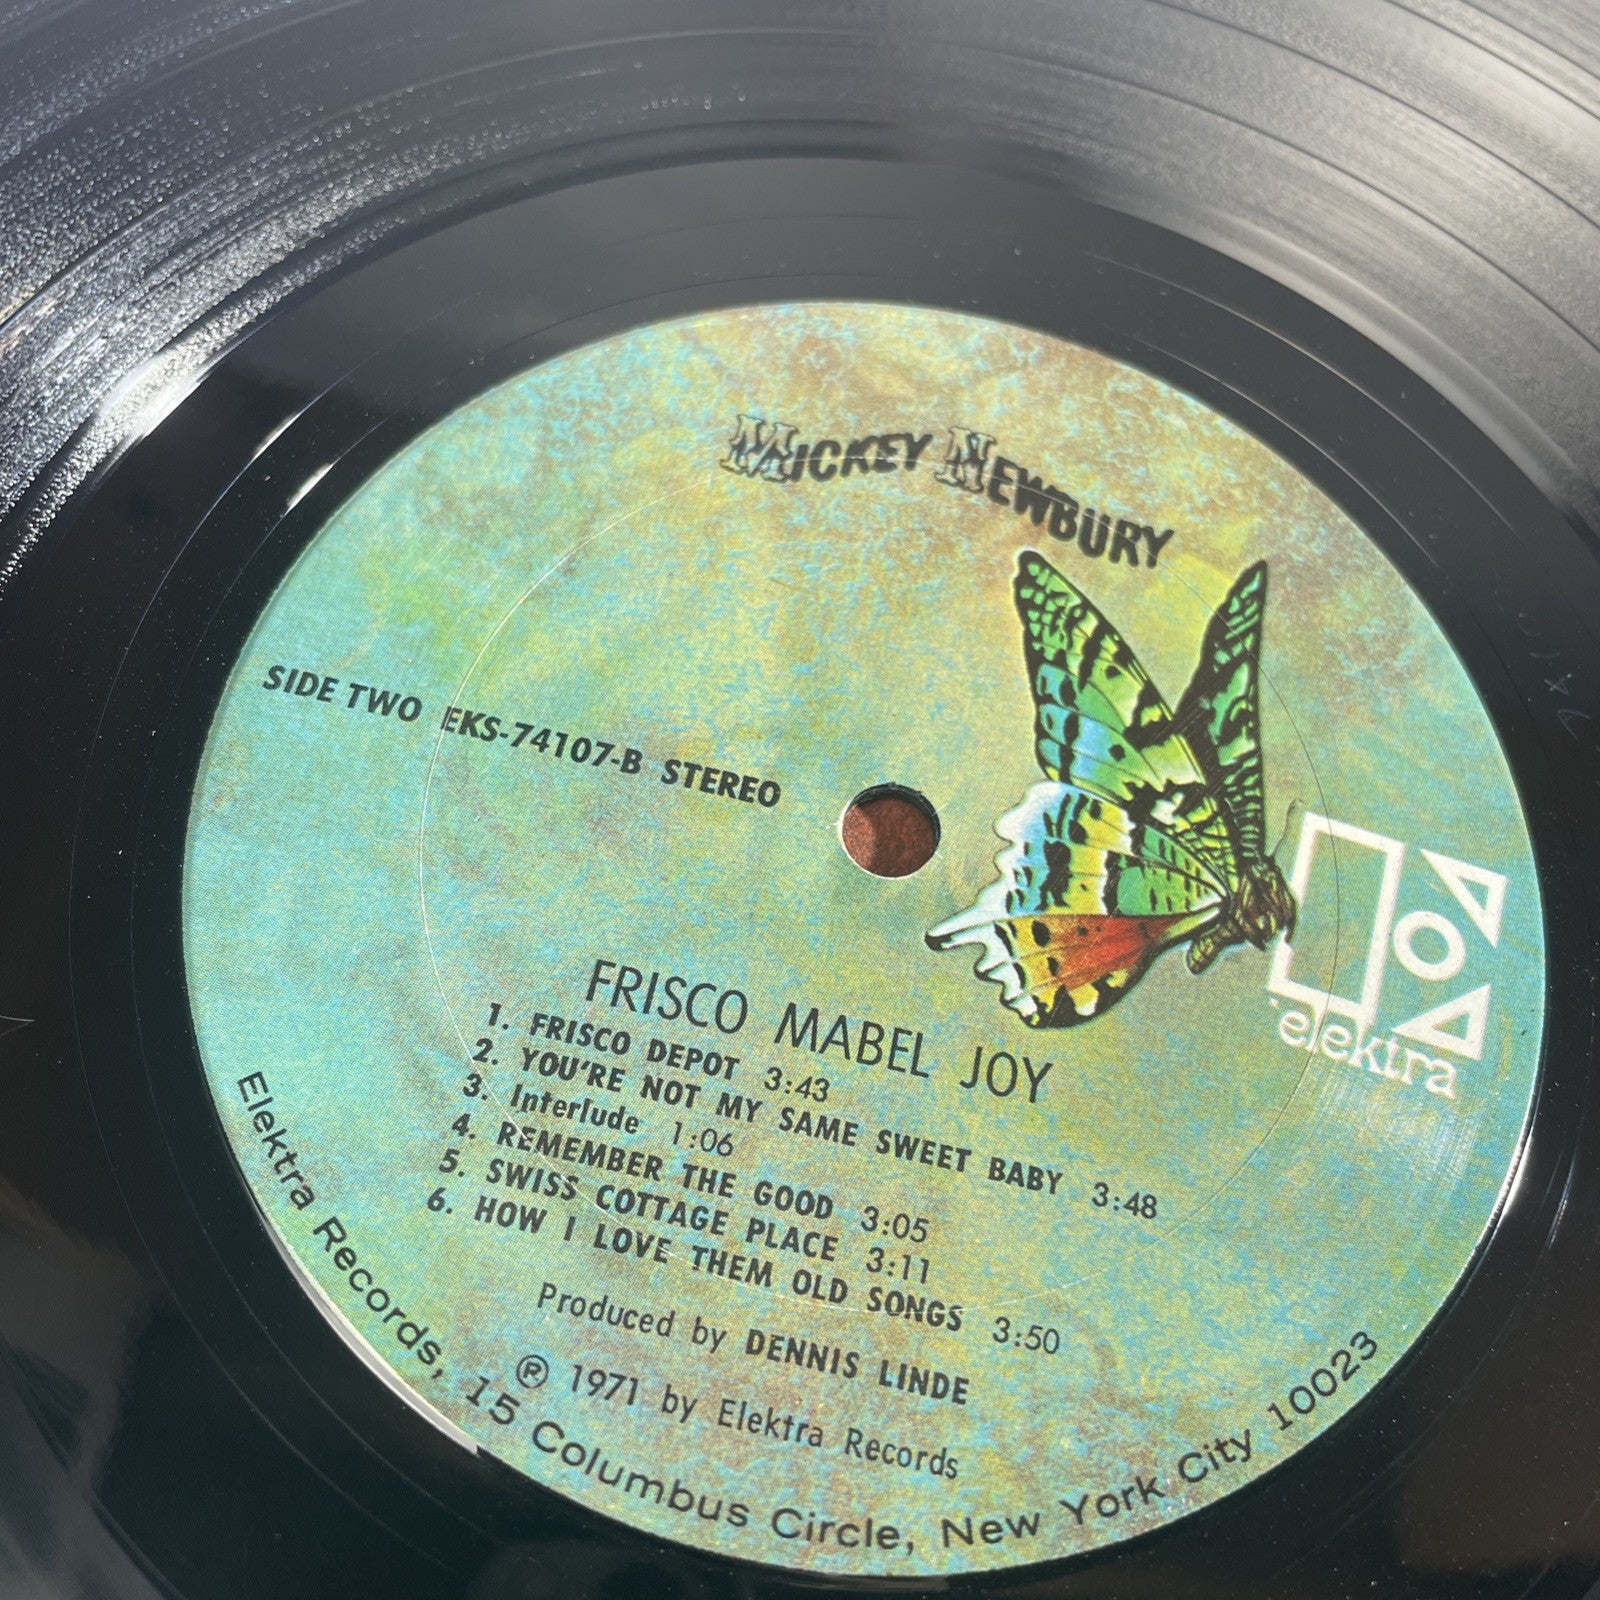 MICKEY NEWBURY
SIDE TWO EKS-74107-B STEREO
elektra
FRISCO MABEL JOY
1. FRISCO DEPOT 3:43
2. YOU'RE NOT MY SAME SWEET BABY 3:48
3. Interlude 1:06
4. REMEMBER THE GOOD 3:05
5. SWISS COTTAGE PLACE 3:11
6. HOW I LOVE THEM OLD SONGS 3:50
Produced by DENNIS LINDE
℗ 1971 by Elektra Records
Elektra Records, 15 Columbus Circle, New York City 10023